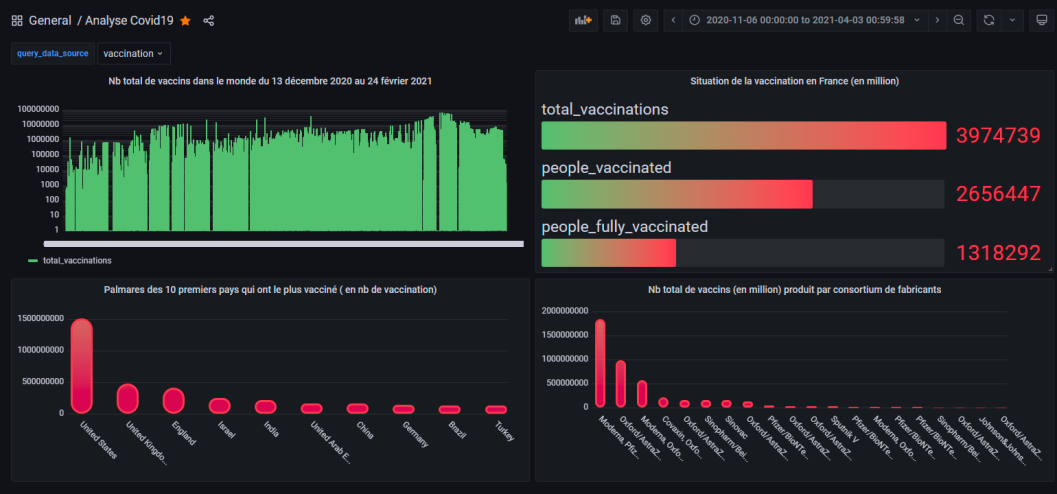 General / Analyse Covid19
2020-11-06 00:00:00 to 2021-04-03 00:59:58
query_data_source
vaccination
Nb total de vaccins dans le monde du 13 décembre 2020 au 24 février 2021
100000000
10000000
1000000
100000
10000
1000
100
10
1
total_vaccinations
Situation de la vaccination en France (en million)
total_vaccinations
3974739
people_vaccinated
2656447
people_fully_vaccinated
1318292
Palmares des 10 premiers pays qui ont le plus vacciné ( en nb de vaccination)
1500000000
1000000000
500000000
0
United States
United Kingdo...
England
Israel
India
United Arab E...
China
Germany
Brazil
Turkey
Nb total de vaccins (en million) produit par consortium de fabricants
2000000000
1500000000
1000000000
500000000
0
Moderna, Pfiz...
Oxford/AstraZ...
Moderna, Oxfo...
Covaxin, Oxfo...
Oxford/AstraZ...
Sinopharm/Bei...
Sinovac
Oxford/AstraZ...
Pfizer/BioNTe...
Oxford/AstraZ...
Oxford/AstraZ...
Sputnik V
Pfizer/BioNTe...
Moderna, Oxfo...
Pfizer/BioNTe...
Pfizer/BioNTe...
Sinopharm/Bei...
Oxford/AstraZ...
Johnson&Johns...
Oxford/AstraZ...